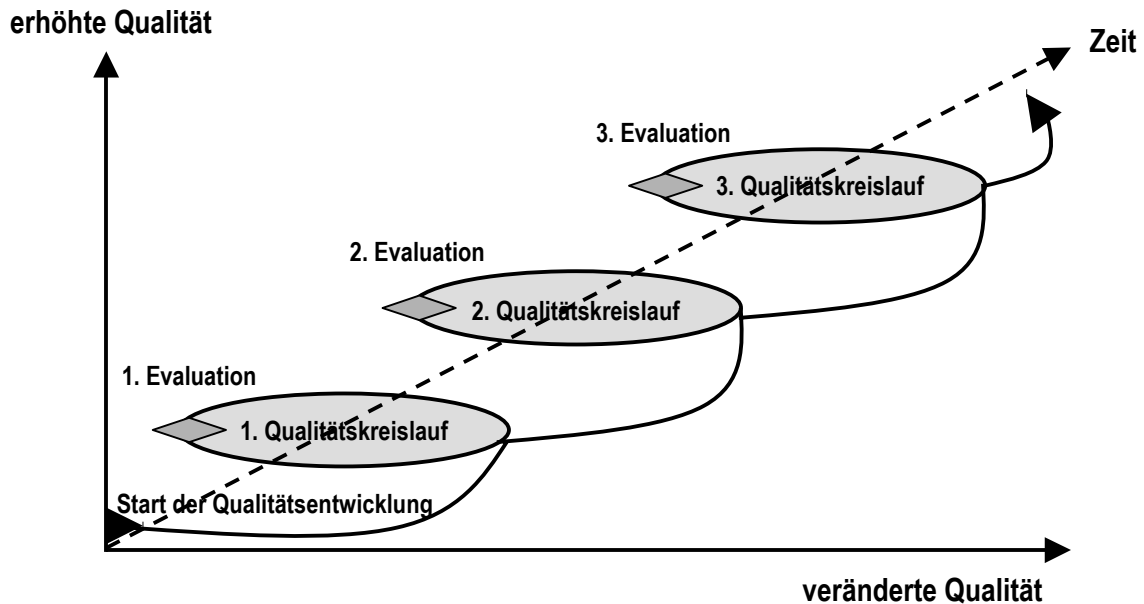 erhöhte Qualität
Zeit
3. Evaluation
3. Qualitätskreislauf
2. Evaluation
2. Qualitätskreislauf
1. Evaluation
1. Qualitätskreislauf
Start der Qualitätsentwicklung
veränderte Qualität